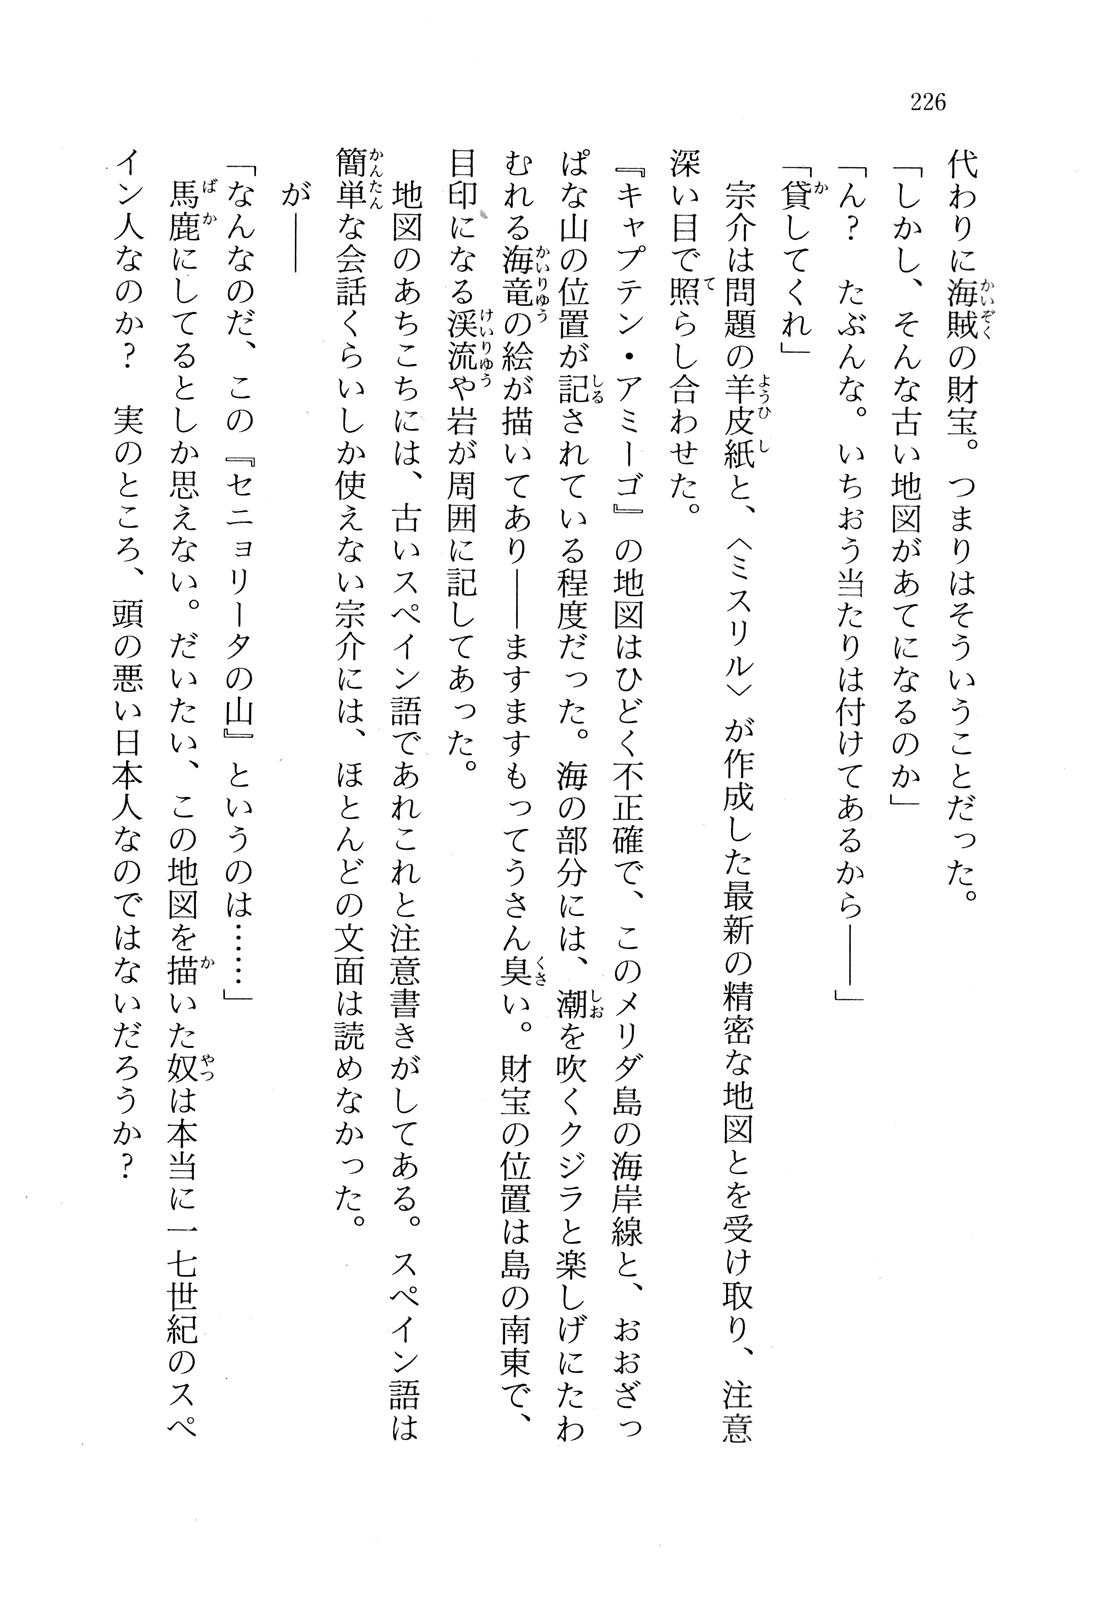 226
代わりに海賊の財宝。つまりはそういうことだった。
「しかし、そんな古い地図があてになるのか」
「ん?　たぶんな。いちおう当たりは付けてあるから――」
「貸してくれ」
　宗介は問題の羊皮紙と、〈ミスリル〉が作成した最新の精密な地図とを受け取り、注意
深い目で照らし合わせた。
『キャプテン・アミーゴ』の地図はひどく不正確で、このメリダ島の海岸線と、おおざっ
ぱな山の位置が記されている程度だった。海の部分には、潮を吹くクジラと楽しげにたわ
むれる海竜の絵が描いてあり――ますますもってうさん臭い。財宝の位置は島の南東で、
目印になる渓流や岩が周囲に記してあった。
　地図のあちこちには、古いスペイン語であれこれと注意書きがしてある。スペイン語は
簡単な会話くらいしか使えない宗介には、ほとんどの文面は読めなかった。
　が――
「なんなのだ、この『セニョリータの山』というのは……」
　馬鹿にしてるとしか思えない。だいたい、この地図を描いた奴は本当に一七世紀のスペ
イン人なのか?　実のところ、頭の悪い日本人なのではないだろうか?